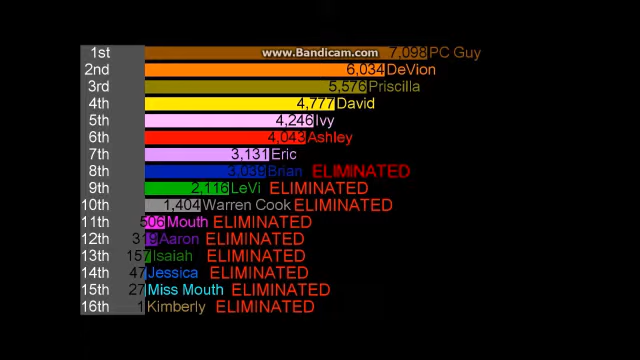 www.Bandicam.com
1st 7,098 PC Guy
2nd 6,034 DeVion
3rd 5,576 Priscilla
4th 4,777 David
5th 4,246 Ivy
6th 4,043 Ashley
7th 3,131 Eric
8th 3,039 Brian ELIMINATED
9th 2,116 LeVi ELIMINATED
10th 1,404 Warren Cook ELIMINATED
11th 506 Mouth ELIMINATED
12th 319 Aaron ELIMINATED
13th 157 Isaiah ELIMINATED
14th 47 Jessica ELIMINATED
15th 27 Miss Mouth ELIMINATED
16th 1 Kimberly ELIMINATED